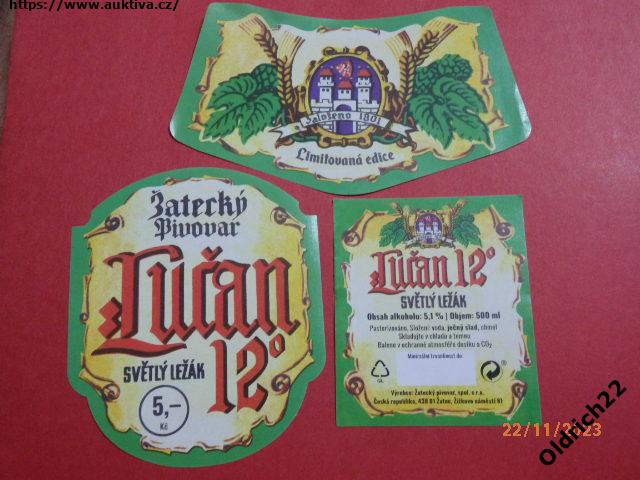 https://www.auktiva.cz/
Založeno 1801
Limitovaná edice
Žatecký
Pivovar
Lučan
12°
SVĚTLÝ LEŽÁK
5,–
Kč
Lučan 12°
SVĚTLÝ LEŽÁK
Obsah alkoholu: 5,1 % | Objem: 500 ml
Pasterizováno. Složení: voda, ječný slad, chmel
Skladujte v chladu a temnu
Baleno v ochranné atmosféře dusíku a CO₂
Minimální trvanlivost do:
GL
Výrobce: Žatecký pivovar, spol. s r.o.
Česká republika, 438 01 Žatec, Žižkovo náměstí 81
22/11/2023
Oldrich22